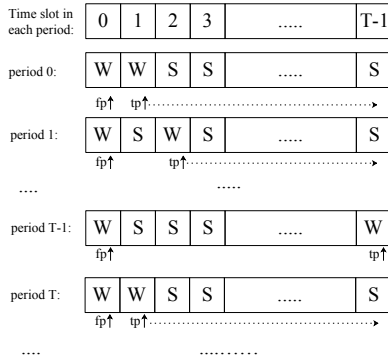 Time slot in each period: 0 1 2 3 ..... T-1
period 0: W W S S ..... S
fp tp
period 1: W S W S ..... S
fp tp
.... .....
period T-1: W S S S ..... W
fp tp
period T: W W S S ..... S
fp tp
.... ..........